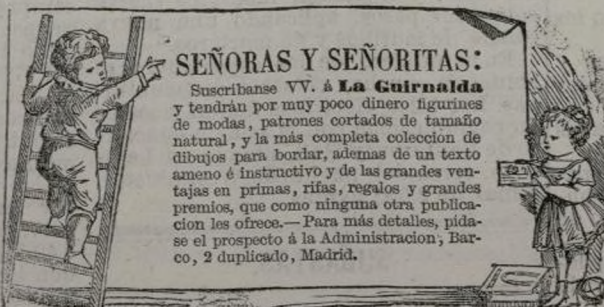 SEÑORAS Y SEÑORITAS:
Suscríbanse VV. á La Guirnalda
y tendrán por muy poco dinero figurines
de modas, patrones cortados de tamaño
natural, y la más completa coleccion de
dibujos para bordar, ademas de un texto
ameno é instructivo y de las grandes ven-
tajas en primas, rifas, regalos y grandes
premios, que como ninguna otra publica-
cion les ofrece.—Para más detalles, pída-
se el prospecto á la Administracion, Bar-
co, 2 duplicado, Madrid.